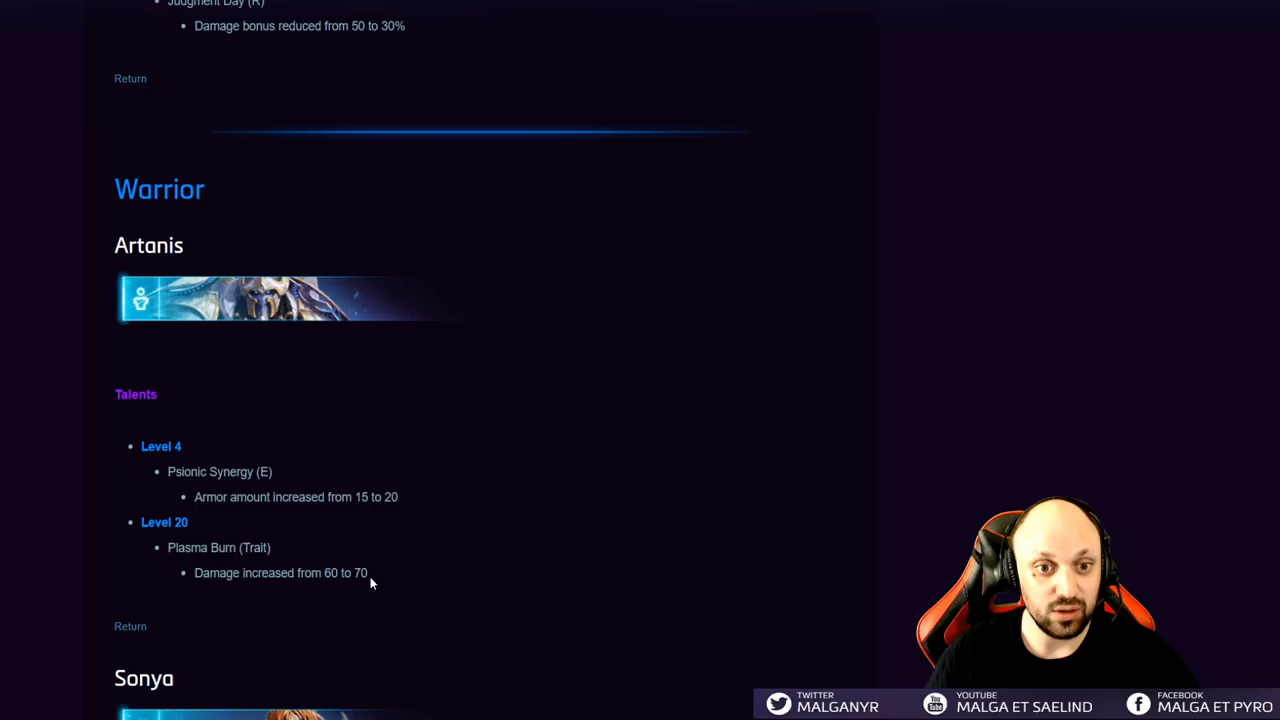 Judgment Day (R)
Damage bonus reduced from 50 to 30%
Return
Warrior
Artanis
Talents
Level 4
Psionic Synergy (E)
Armor amount increased from 15 to 20
Level 20
Plasma Burn (Trait)
Damage increased from 60 to 70
Return
Sonya
TWITTER
MALGANYR
YOUTUBE
MALGA ET SAELIND
FACEBOOK
MALGA ET PYRO